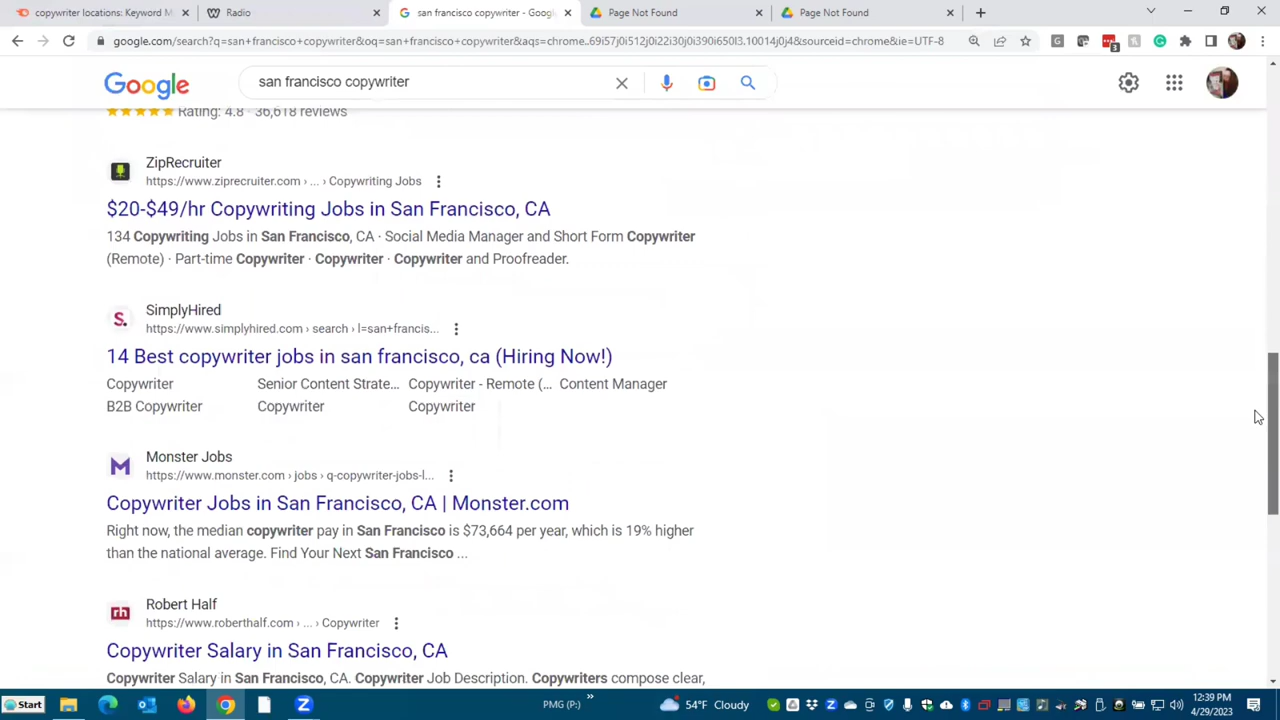 copywriter locations: Keyword M
Radio
san francisco copywriter - Googl
Page Not Found
Page Not Found
google.com/search?q=san+francisco+copywriter&oq=san+francisco+copywriter&aqs=chrome..69i57j0i512j0i22i30j0i390i650l3.10014j0j4&sourceid=chrome&ie=UTF-8
3
Google
san francisco copywriter
Rating: 4.8 · 36,618 reviews
ZipRecruiter
https://www.ziprecruiter.com › ... › Copywriting Jobs
$20-$49/hr Copywriting Jobs in San Francisco, CA
134 Copywriting Jobs in San Francisco, CA · Social Media Manager and Short Form Copywriter
(Remote) · Part-time Copywriter · Copywriter · Copywriter and Proofreader.
SimplyHired
https://www.simplyhired.com › search › l=san+francis...
14 Best copywriter jobs in san francisco, ca (Hiring Now!)
Copywriter Senior Content Strate... Copywriter - Remote (... Content Manager
B2B Copywriter Copywriter Copywriter
Monster Jobs
https://www.monster.com › jobs › q-copywriter-jobs-l...
Copywriter Jobs in San Francisco, CA | Monster.com
Right now, the median copywriter pay in San Francisco is $73,664 per year, which is 19% higher
than the national average. Find Your Next San Francisco ...
rh
Robert Half
https://www.roberthalf.com › ... › Copywriter
Copywriter Salary in San Francisco, CA
Copywriter Salary in San Francisco, CA. Copywriter Job Description. Copywriters compose clear,
Start
PMG (P:)
»
54°F Cloudy
12:39 PM
4/29/2023